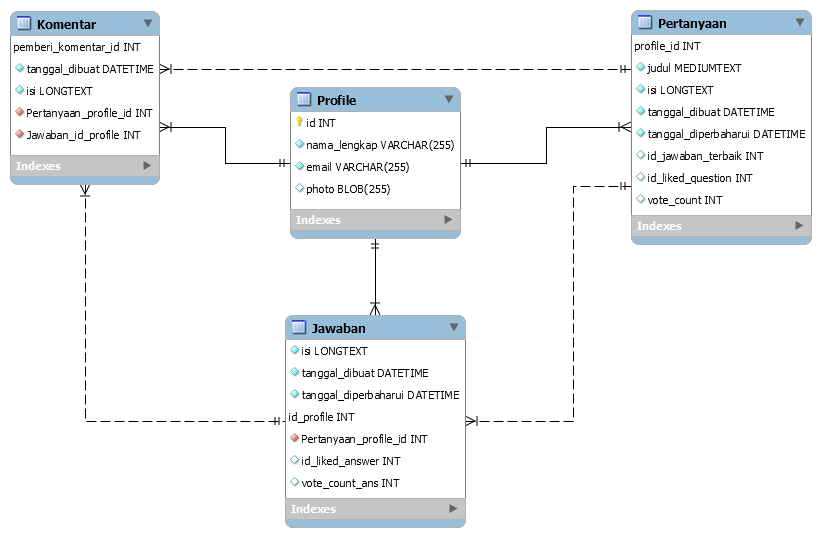 Komentar
pemberi_komentar_id INT
tanggal_dibuat DATETIME
isi LONGTEXT
Pertanyaan_profile_id INT
Jawaban_id_profile INT
Indexes
Profile
id INT
nama_lengkap VARCHAR(255)
email VARCHAR(255)
photo BLOB(255)
Indexes
Pertanyaan
profile_id INT
judul MEDIUMTEXT
isi LONGTEXT
tanggal_dibuat DATETIME
tanggal_diperbaharui DATETIME
id_jawaban_terbaik INT
id_liked_question INT
vote_count INT
Indexes
Jawaban
isi LONGTEXT
tanggal_dibuat DATETIME
tanggal_diperbaharui DATETIME
id_profile INT
Pertanyaan_profile_id INT
id_liked_answer INT
vote_count_ans INT
Indexes